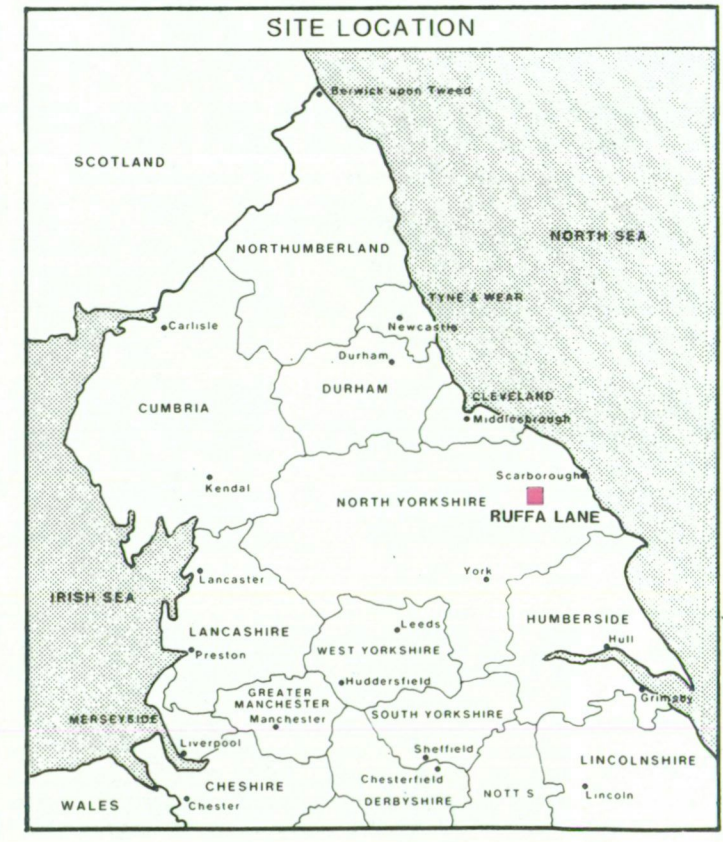 SITE LOCATION
Berwick upon Tweed
SCOTLAND
NORTH SEA
NORTHUMBERLAND
TYNE & WEAR
Carlisle
Newcastle
Durham
DURHAM
CLEVELAND
CUMBRIA
Middlesbrough
Scarborough
Kendal
NORTH YORKSHIRE
RUFFA LANE
York
Lancaster
IRISH SEA
HUMBERSIDE
Leeds
LANCASHIRE
Hull
WEST YORKSHIRE
Preston
Huddersfield
GREATER
MANCHESTER
Grimsby
SOUTH YORKSHIRE
MERSEYSIDE
Manchester
Liverpool
Sheffield
LINCOLNSHIRE
Chesterfield
CHESHIRE
NOTTS
Lincoln
DERBYSHIRE
WALES
Chester